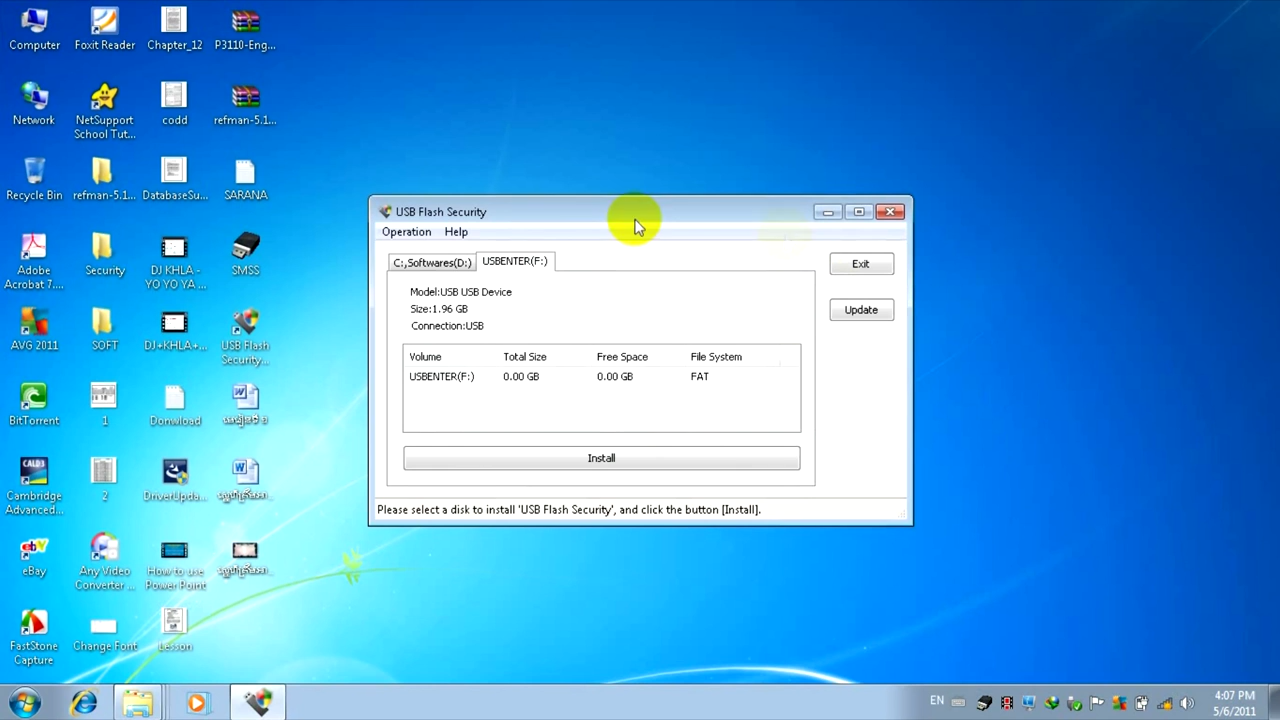 Computer
Foxit Reader
Chapter_12
P3110-Eng...
Network
NetSupport
School Tut...
codd
refman-5.1...
Recycle Bin
refman-5.1...
DatabaseSu...
SARANA
Adobe
Acrobat 7....
Security
DJ KHLA -
YO YO YA ...
SMSS
AVG 2011
SOFT
DJ+KHLA+...
USB Flash
Security...
BitTorrent
1
Donwload
Cambridge
Advanced...
2
DriverUpda...
eBay
Any Video
Converter ...
How to use
Power Point
FastStone
Capture
Change Font
Lesson
USB Flash Security
Operation Help
C:,Softwares(D:) USBENTER(F:)
Exit
Update
Model:USB USB Device
Size:1.96 GB
Connection:USB
Volume Total Size Free Space File System
USBENTER(F:) 0.00 GB 0.00 GB FAT
Install
Please select a disk to install 'USB Flash Security', and click the button [Install].
EN
4:07 PM
5/6/2011